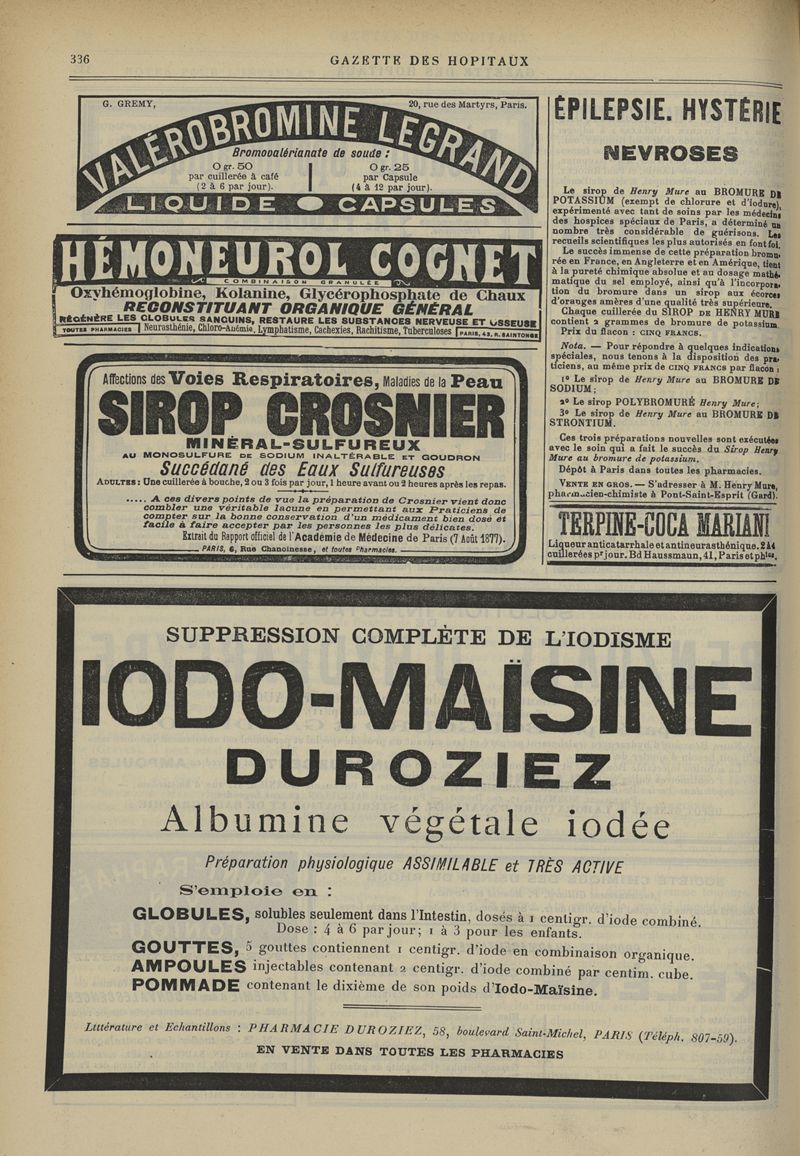 336
GAZETTE DES HOPITAUX
G. GREMY,
20, rue des Martyrs, Paris.
VALÉROBROMINE LEGRAND
Bromovalérianate de soude :
0 gr. 50
par cuillerée à café
(2 à 6 par jour).
0 gr. 25
par Capsule
(4 à 12 par jour).
LIQUIDE
CAPSULES
HÉMONEUROL COGNET
COMBINAISON GRANULÉE
Oxyhémoglobine, Kolanine, Glycérophosphate de Chaux
RECONSTITUANT ORGANIQUE GÉNÉRAL
RÉGÉNÈRE LES GLOBULES SANGUINS, RESTAURE LES SUBSTANCES NERVEUSE ET OSSEUSE
TOUTES PHARMACIES
Neurasthénie, Chloro-Anémie, Lymphatisme, Cachexies, Rachitisme, Tuberculoses
PARIS, 43, R. SAINTONGE
Affections des Voies Respiratoires, Maladies de la Peau
SIROP CROSNIER
MINÉRAL-SULFUREUX
AU MONOSULFURE DE SODIUM INALTÉRABLE ET GOUDRON
Succédané des Eaux Sulfureuses
ADULTES : Une cuillerée à bouche, 2 ou 3 fois par jour, 1 heure avant ou 2 heures après les repas.
..... A ces divers points de vue la préparation de Crosnier vient donc
combler une véritable lacune en permettant aux Praticiens de
compter sur la bonne conservation d'un médicament bien dosé et
facile à faire accepter par les personnes les plus délicates.
Extrait du Rapport officiel de l'Académie de Médecine de Paris (7 Août 1877).
PARIS, 6, Rue Chanoinesse, et toutes Pharmacies.
ÉPILEPSIE. HYSTÉRIE
NEVROSES
Le sirop de Henry Mure au BROMURE DE
POTASSIUM (exempt de chlorure et d'iodure),
expérimenté avec tant de soins par les médecins
des hospices spéciaux de Paris, a déterminé un
nombre très considérable de guérisons. Les
recueils scientifiques les plus autorisés en font foi.
Le succès immense de cette préparation bromu-
rée en France, en Angleterre et en Amérique, tient
à la pureté chimique absolue et au dosage mathé-
matique du sel employé, ainsi qu'à l'incorpora-
tion du bromure dans un sirop aux écorces
d'oranges amères d'une qualité très supérieure.
Chaque cuillerée du SIROP DE HENRY MURE
contient 2 grammes de bromure de potassium
Prix du flacon : CINQ FRANCS.
Nota. — Pour répondre à quelques indications
spéciales, nous tenons à la disposition des pra-
ticiens, au même prix de CINQ FRANCS par flacon :
1° Le sirop de Henry Mure au BROMURE DE
SODIUM ;
2° Le sirop POLYBROMURÉ Henry Mure;
3° Le sirop de Henry Mure au BROMURE DE
STRONTIUM.
Ces trois préparations nouvelles sont exécutées
avec le soin qui a fait le succès du Sirop Henry
Mure au bromure de potassium.
Dépôt à Paris dans toutes les pharmacies.
VENTE EN GROS. — S'adresser à M. Henry Mure,
pharmacien-chimiste à Pont-Saint-Esprit (Gard).
TERPINE-COCA MARIANI
Liqueur anticatarrhale et antineurasthénique. 2 à 4
cuillerées pr jour. Bd Haussmann, 41, Paris et phies.
SUPPRESSION COMPLÈTE DE L'IODISME
IODO-MAÏSINE
DUROZIEZ
Albumine végétale iodée
Préparation physiologique ASSIMILABLE et TRÈS ACTIVE
S'emploie en :
GLOBULES, solubles seulement dans l'Intestin, dosés à 1 centigr. d'iode combiné.
Dose : 4 à 6 par jour; 1 à 3 pour les enfants.
GOUTTES, 5 gouttes contiennent 1 centigr. d'iode en combinaison organique.
AMPOULES injectables contenant 2 centigr. d'iode combiné par centim. cube.
POMMADE contenant le dixième de son poids d'Iodo-Maïsine.
Littérature et Echantillons : PHARMACIE DUROZIEZ, 58, boulevard Saint-Michel, PARIS (Téléph. 807-59).
EN VENTE DANS TOUTES LES PHARMACIES